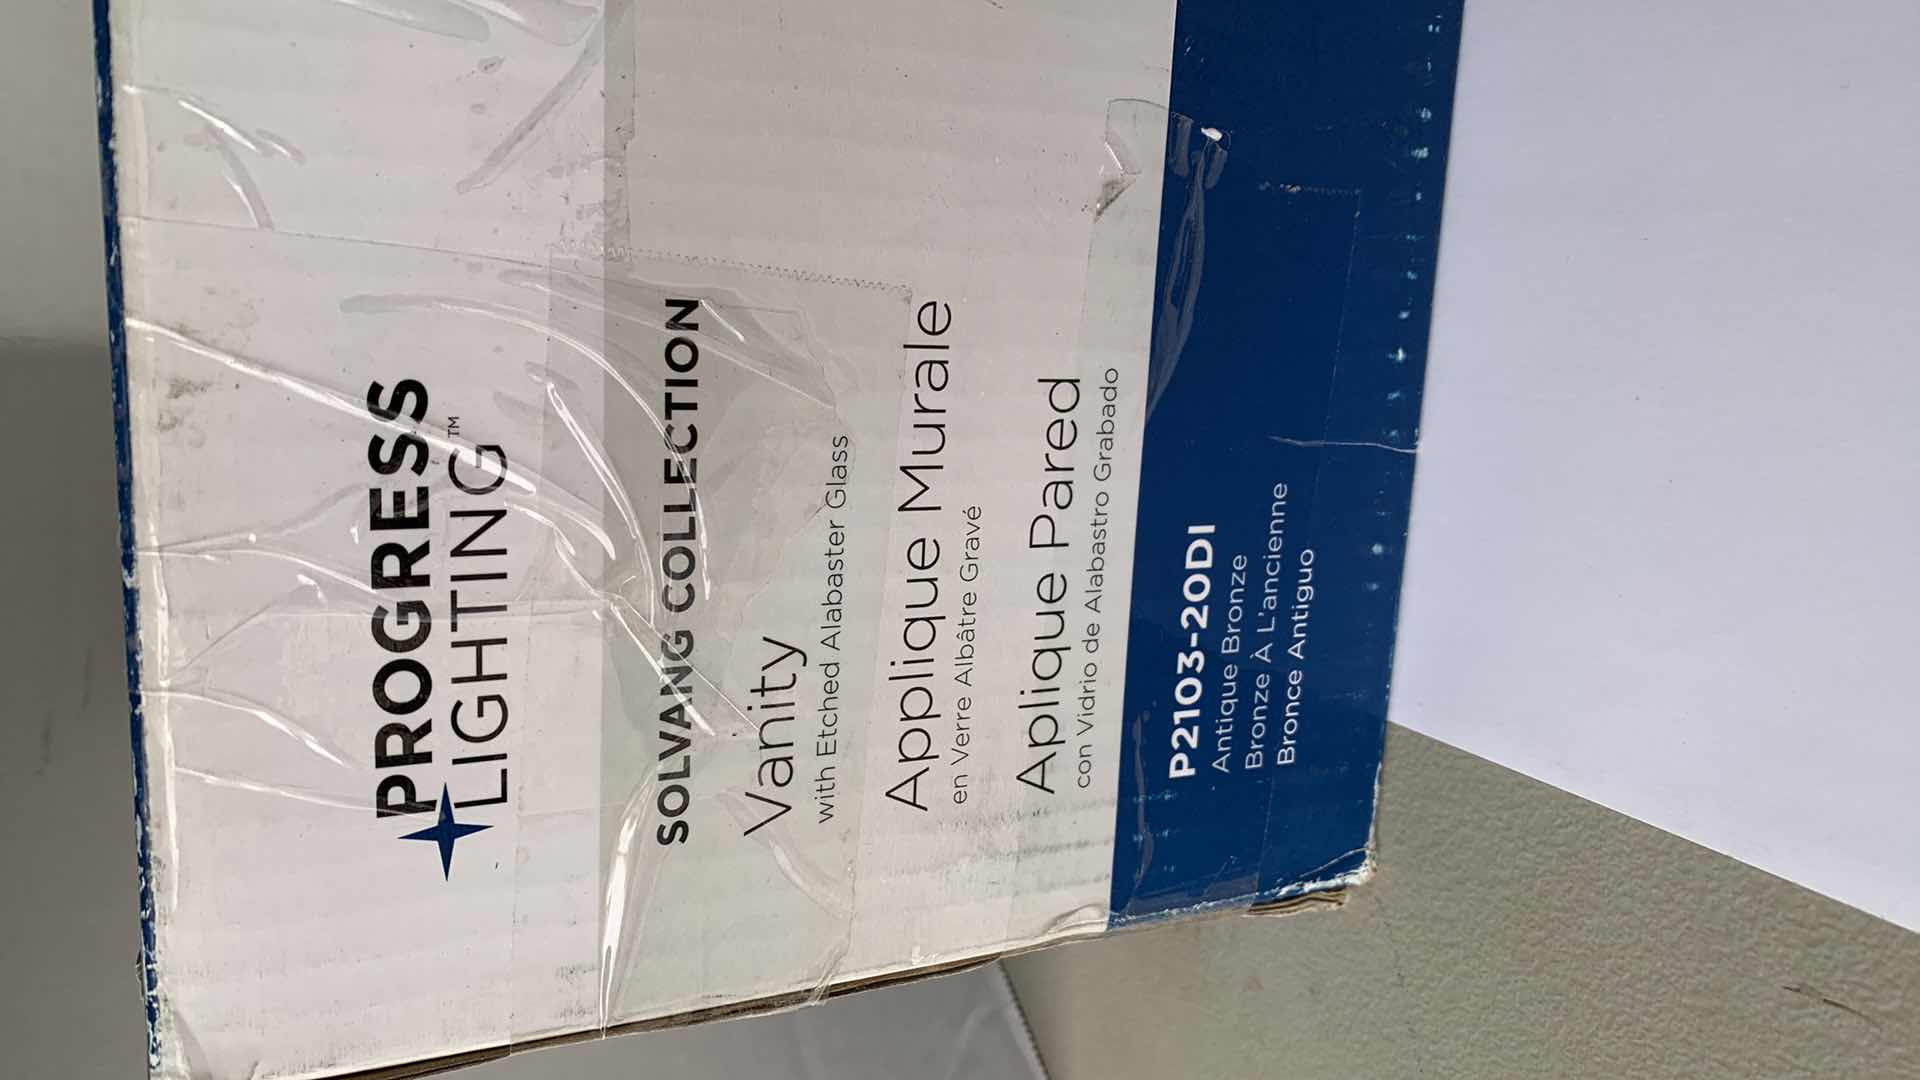 PROGRESS
LIGHTING™
SOLVANG COLLECTION
Vanity
with Etched Alabaster Glass
Applique Murale
en Verre Albâtre Gravé
Aplique Pared
con Vidrio de Alabastro Grabado
P2103-20DI
Antique Bronze
Bronze À L'ancienne
Bronce Antiguo